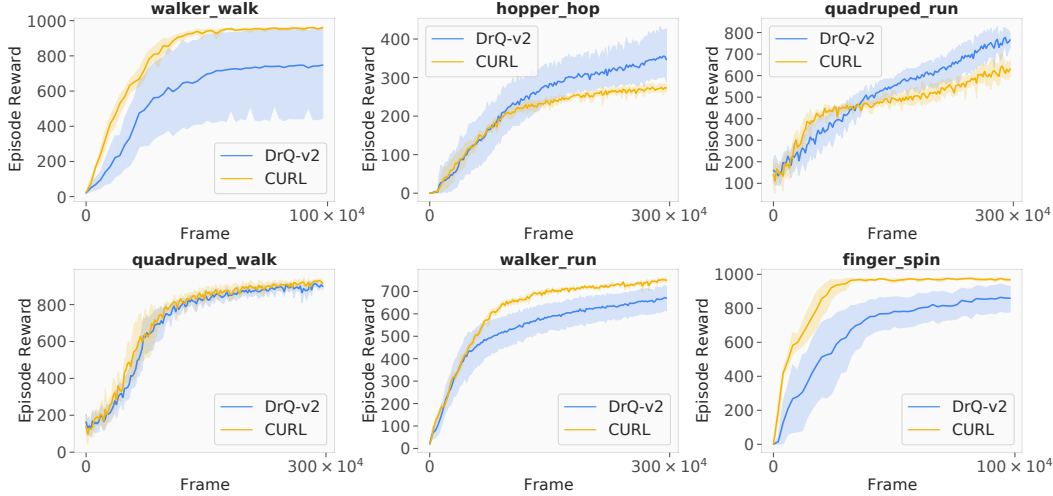 walker_walk
Episode Reward
1000
800
600
400
200
0
DrQ-v2
CURL
0
100 × 10⁴
Frame
hopper_hop
Episode Reward
400
300
200
100
0
DrQ-v2
CURL
0
300 × 10⁴
Frame
quadruped_run
Episode Reward
800
700
600
500
400
300
200
100
DrQ-v2
CURL
0
300 × 10⁴
Frame
quadruped_walk
Episode Reward
800
600
400
200
0
DrQ-v2
CURL
0
300 × 10⁴
Frame
walker_run
Episode Reward
700
600
500
400
300
200
100
0
DrQ-v2
CURL
0
300 × 10⁴
Frame
finger_spin
Episode Reward
1000
800
600
400
200
0
DrQ-v2
CURL
0
100 × 10⁴
Frame